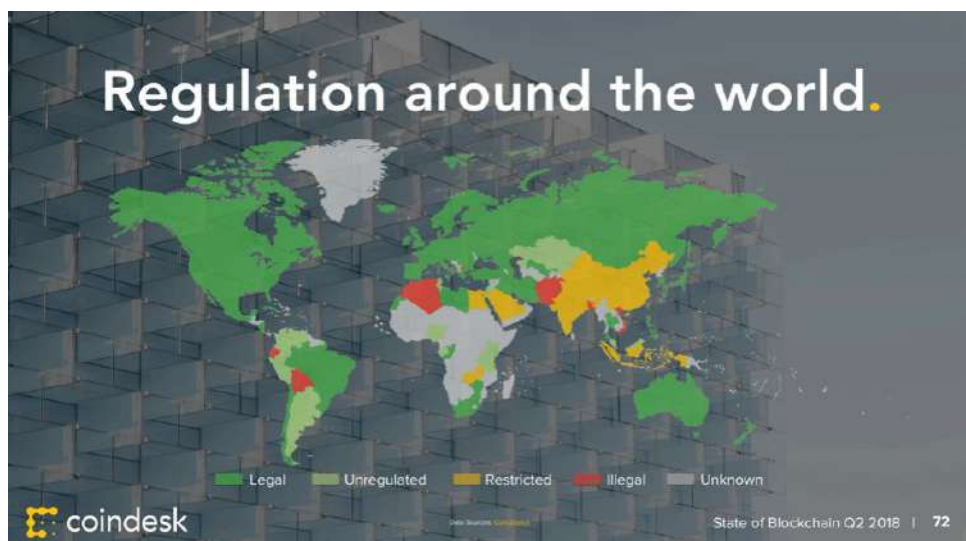 Regulation around the world.
Legal
Unregulated
Restricted
Illegal
Unknown
coindesk
State of Blockchain Q2 2018 | 72